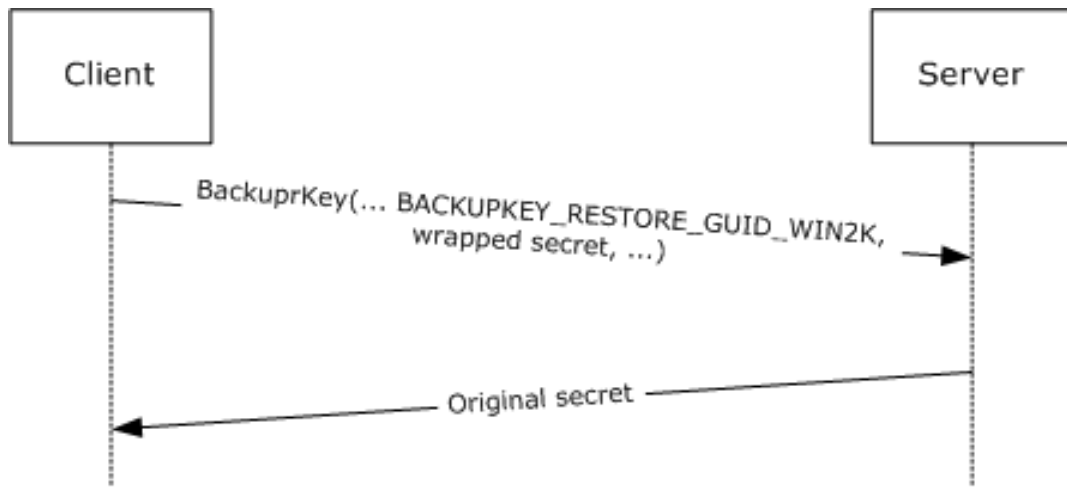 Client
Server
BackuprKey(... BACKUPKEY_RESTORE_GUID_WIN2K,
wrapped secret, ...)
Original secret